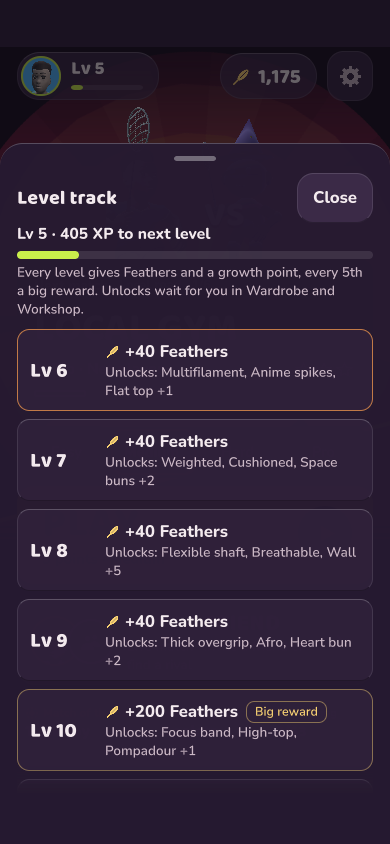 Lv 5
1,175
Level track
Close
Lv 5 · 405 XP to next level
Every level gives Feathers and a growth point, every 5th
a big reward. Unlocks wait for you in Wardrobe and
Workshop.
Lv 6
+40 Feathers
Unlocks: Multifilament, Anime spikes,
Flat top +1
Lv 7
+40 Feathers
Unlocks: Weighted, Cushioned, Space
buns +2
Lv 8
+40 Feathers
Unlocks: Flexible shaft, Breathable, Wall
+5
Lv 9
+40 Feathers
Unlocks: Thick overgrip, Afro, Heart bun
+2
Lv 10
+200 Feathers
Big reward
Unlocks: Focus band, High-top,
Pompadour +1